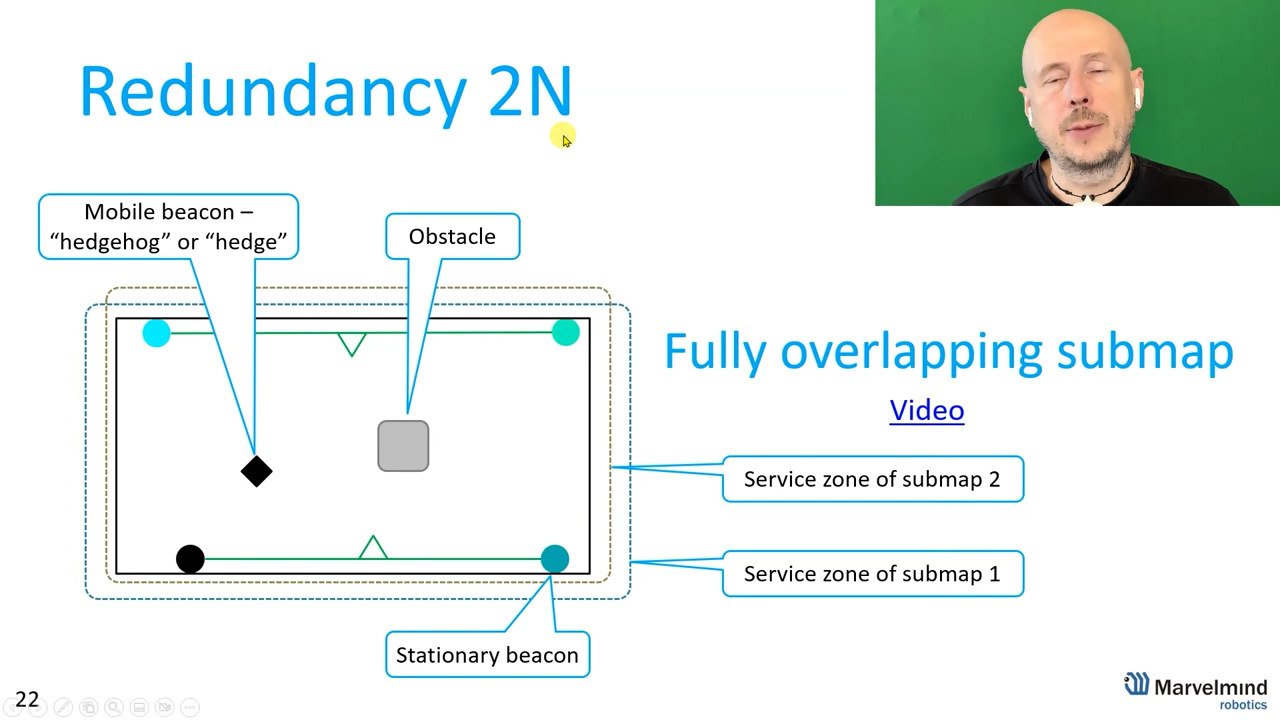 Redundancy 2N
Mobile beacon –
“hedgehog” or “hedge”
Obstacle
Fully overlapping submap
Video
Service zone of submap 2
Service zone of submap 1
Stationary beacon
22
Marvelmind
robotics